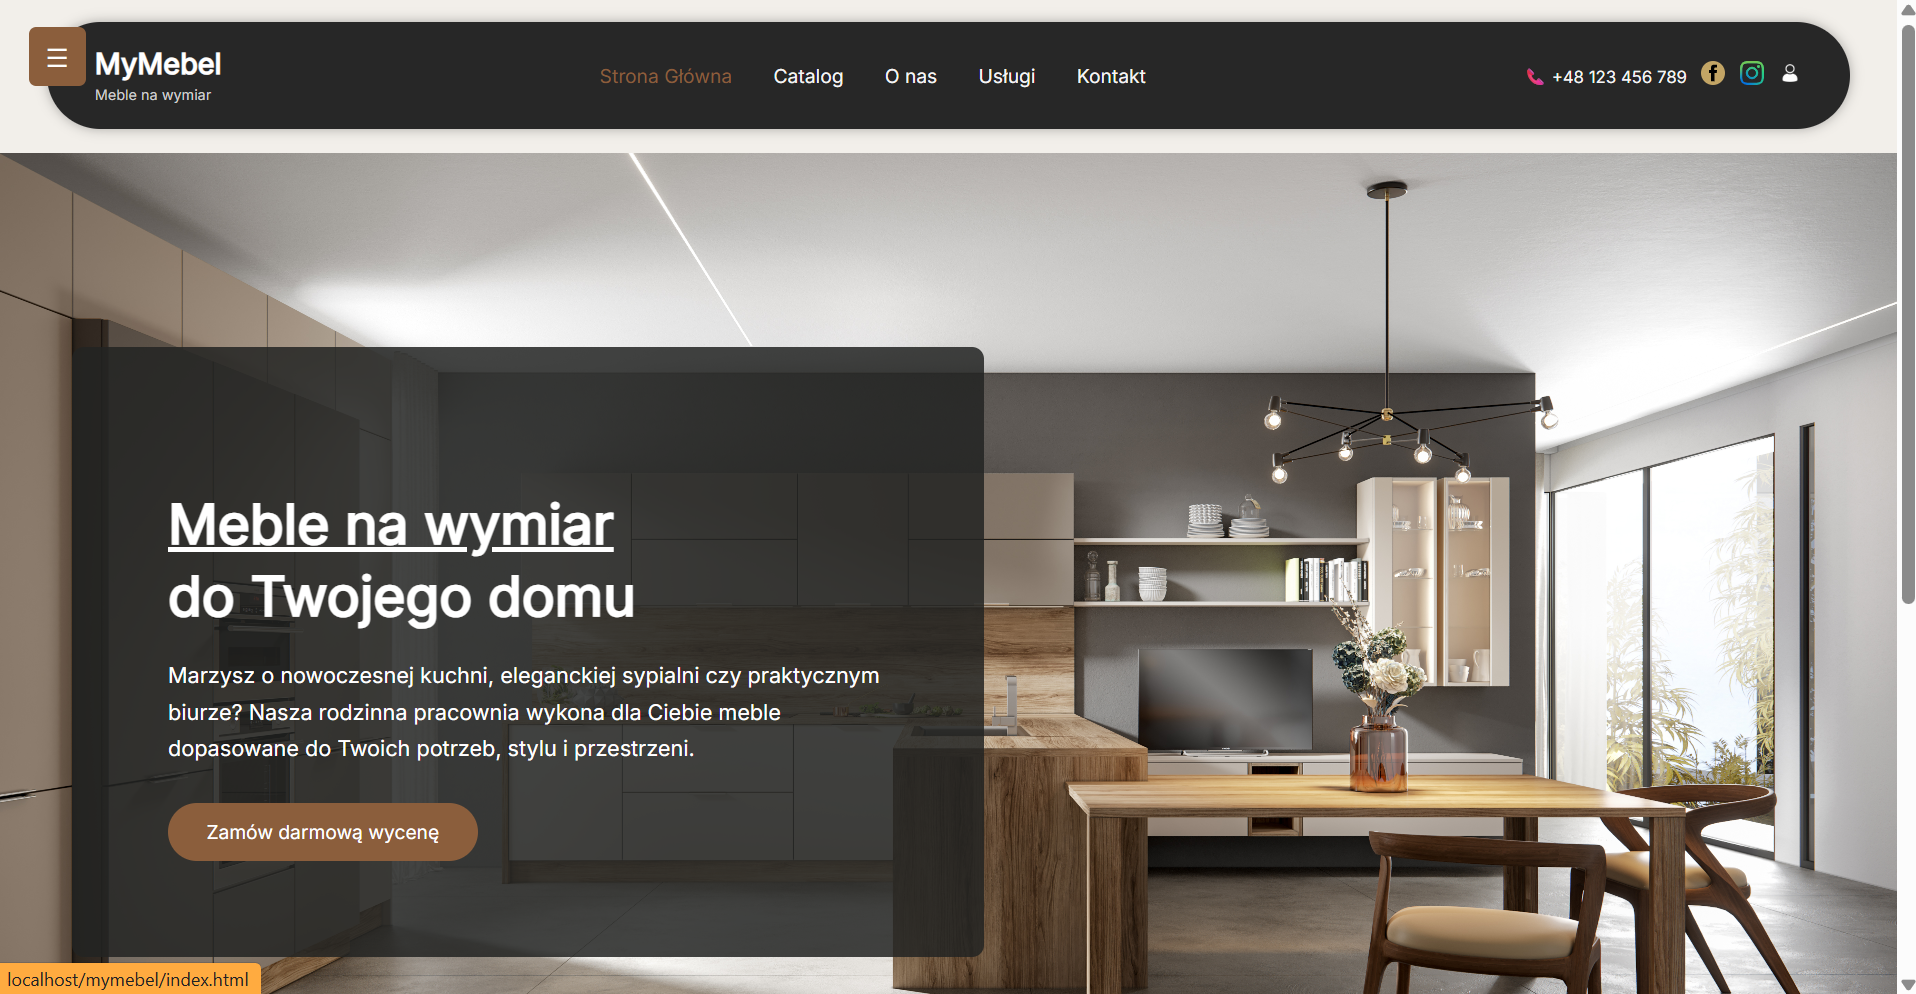 ☰
MyMebel
Meble na wymiar
Strona Główna
Catalog
O nas
Usługi
Kontakt
+48 123 456 789
Meble na wymiar
do Twojego domu
Marzysz o nowoczesnej kuchni, eleganckiej sypialni czy praktycznym
biurze? Nasza rodzinna pracownia wykona dla Ciebie meble
dopasowane do Twoich potrzeb, stylu i przestrzeni.
Zamów darmową wycenę
localhost/mymebel/index.html